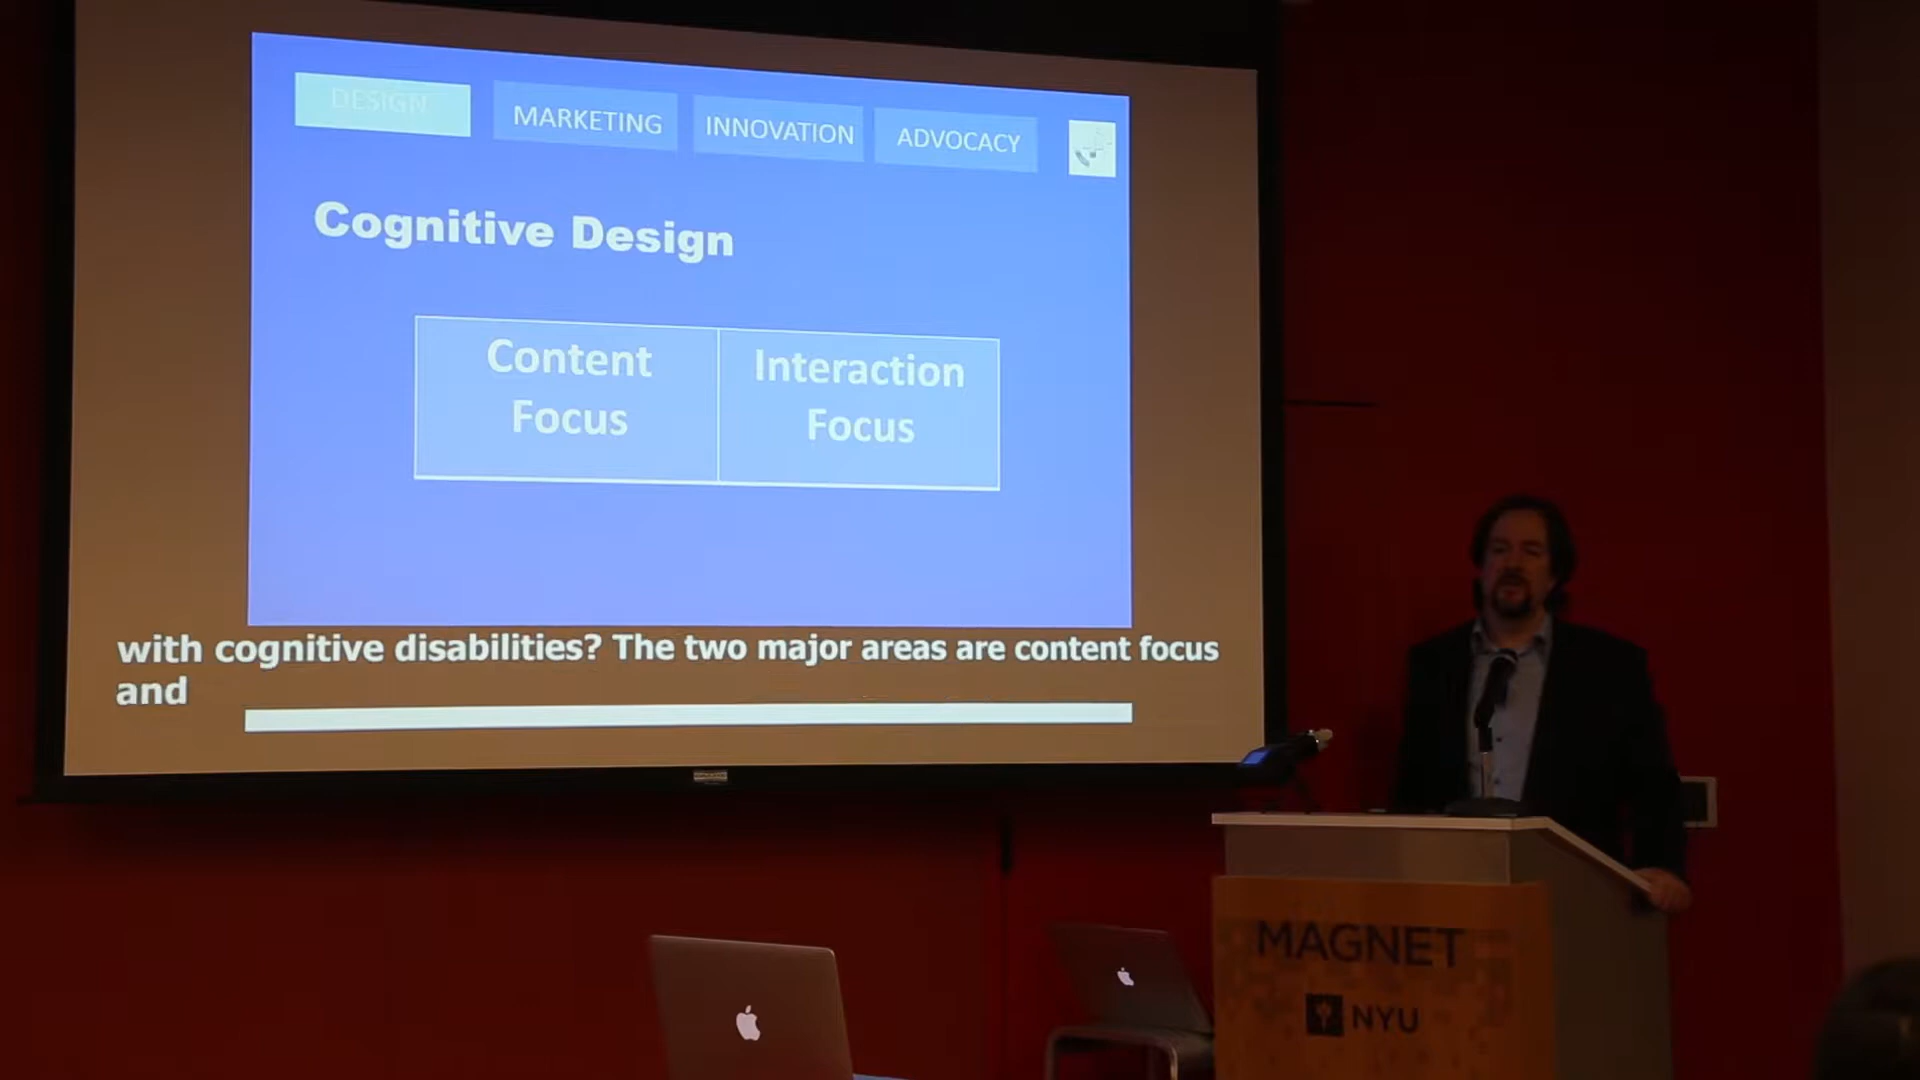 DESIGN
MARKETING
INNOVATION
ADVOCACY
Cognitive Design
Content
Focus
Interaction
Focus
with cognitive disabilities? The two major areas are content focus
and
MAGNET
NYU